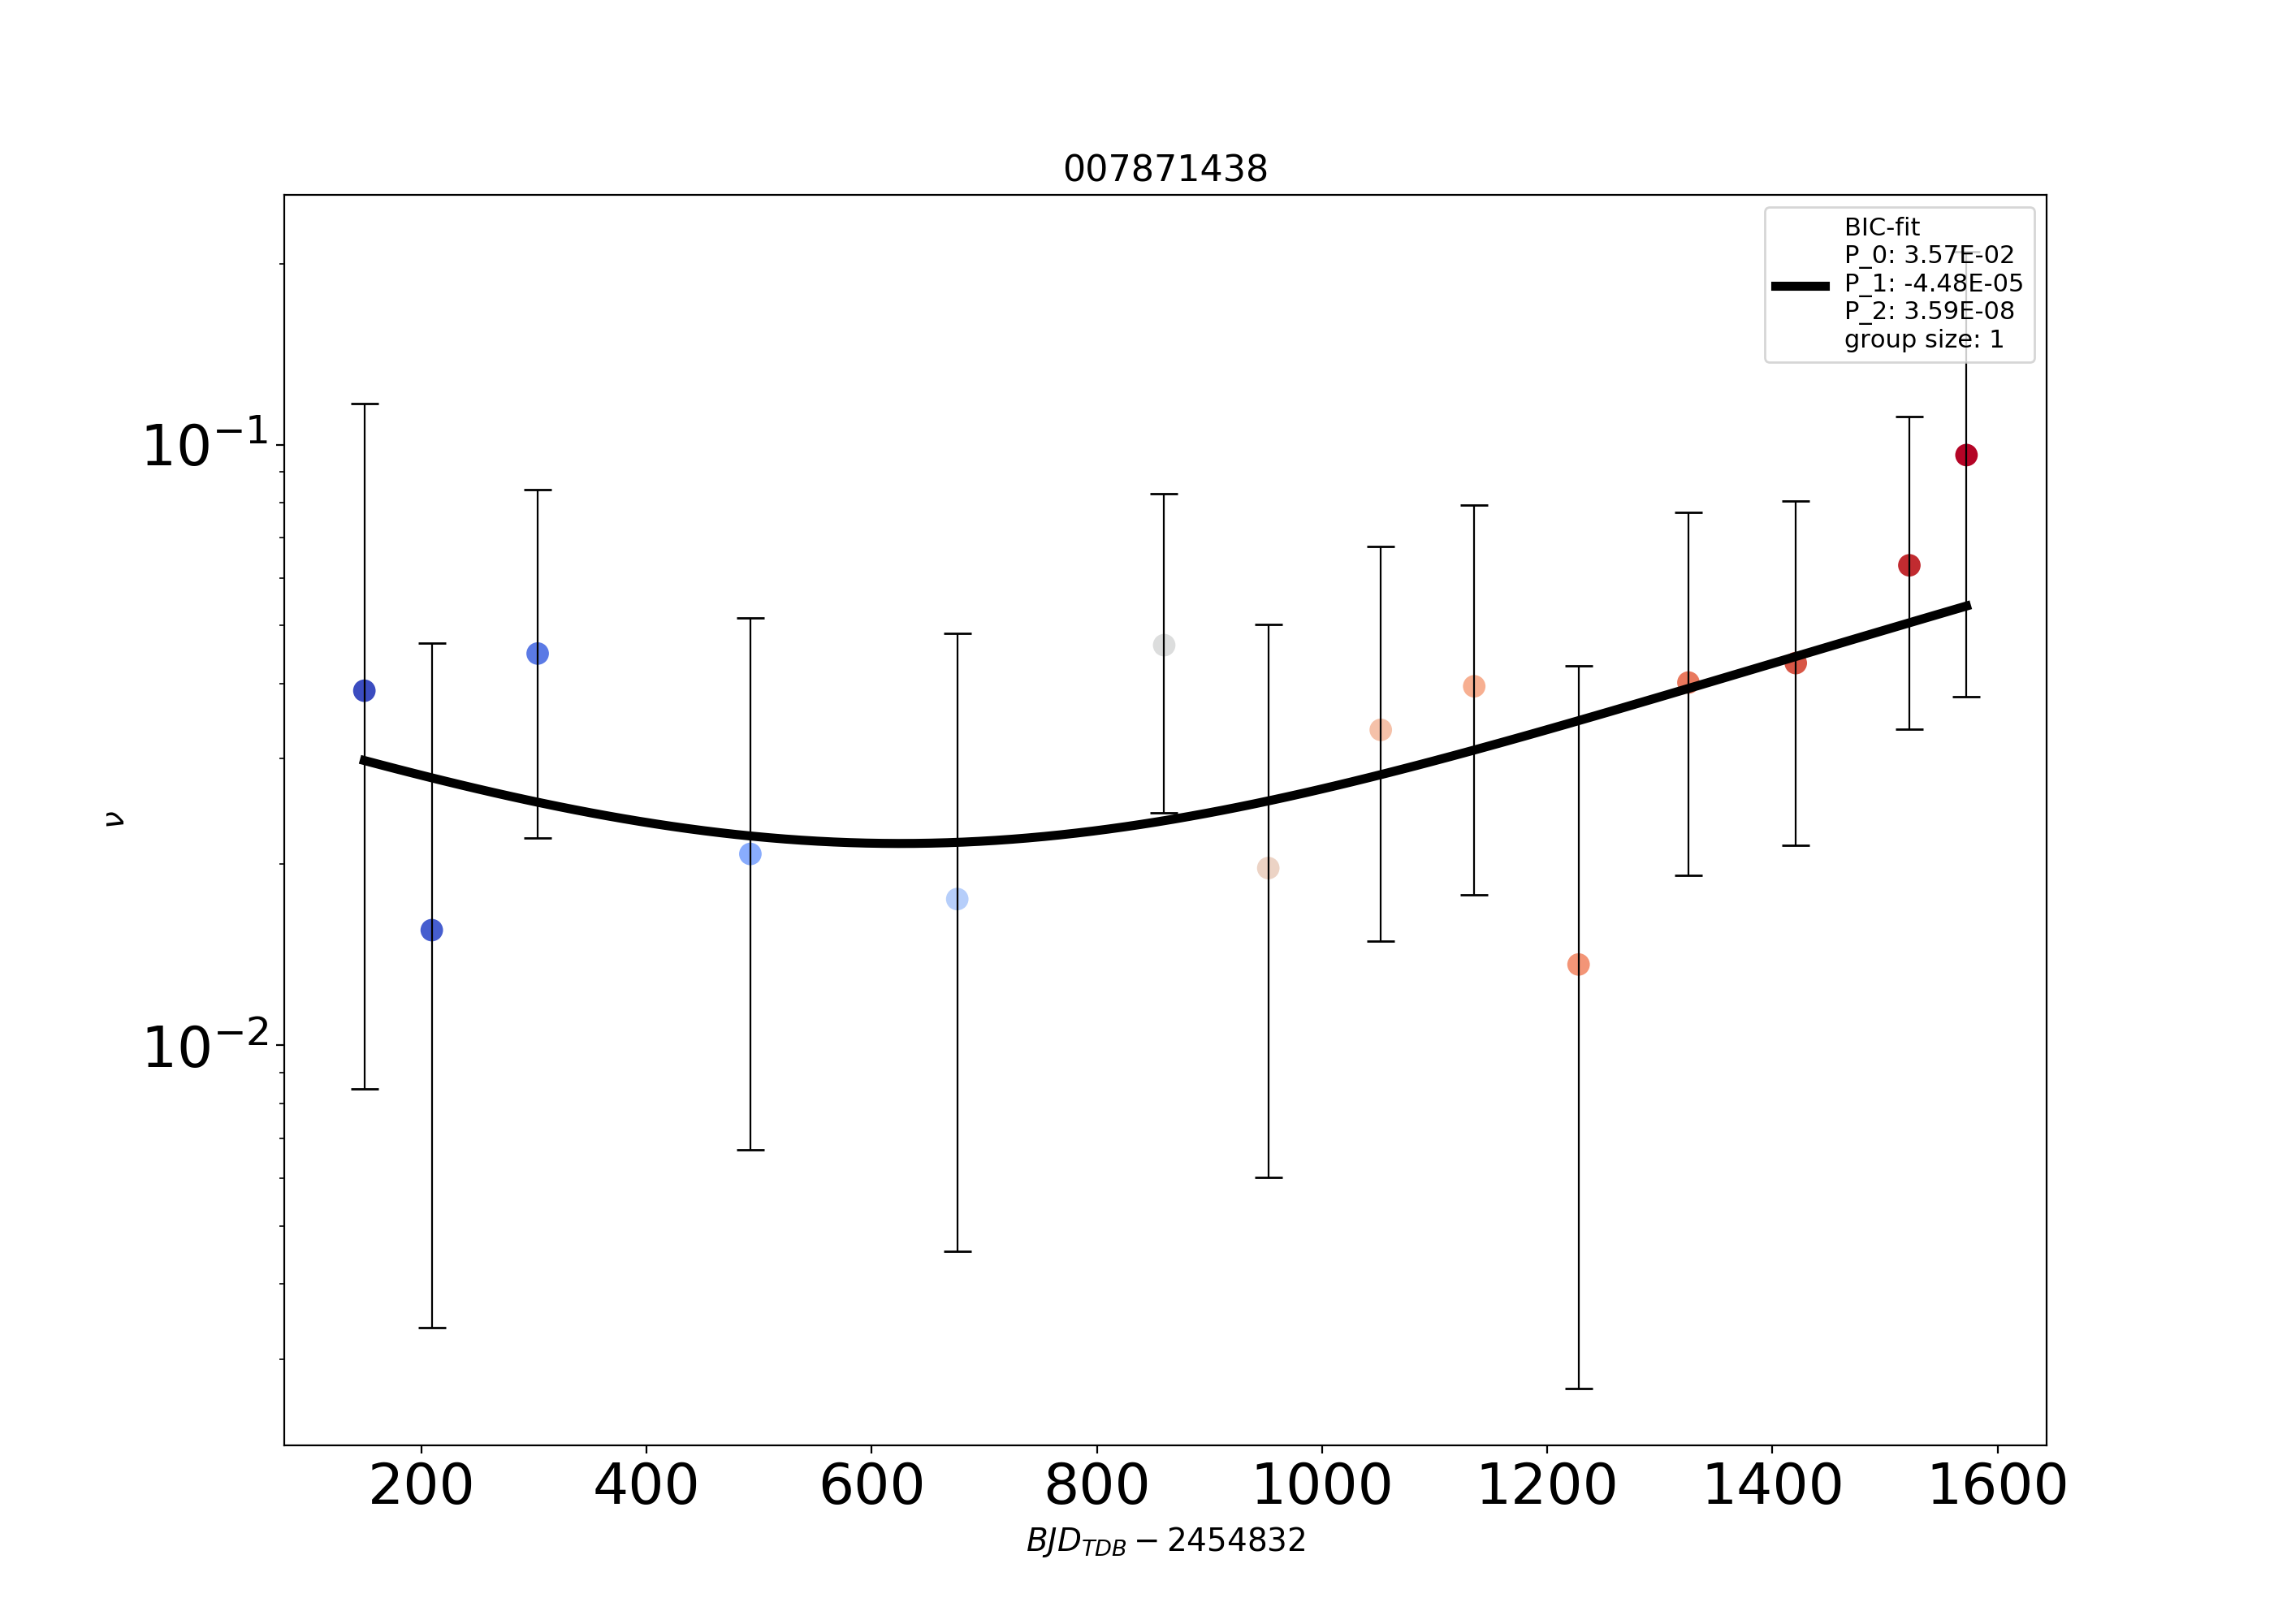 007871438
BIC-fit
P_0: 3.57E-02
P_1: -4.48E-05
P_2: 3.59E-08
group size: 1
10⁻¹
10⁻²
ν
200 400 600 800 1000 1200 1400 1600
BJD_TDB − 2454832